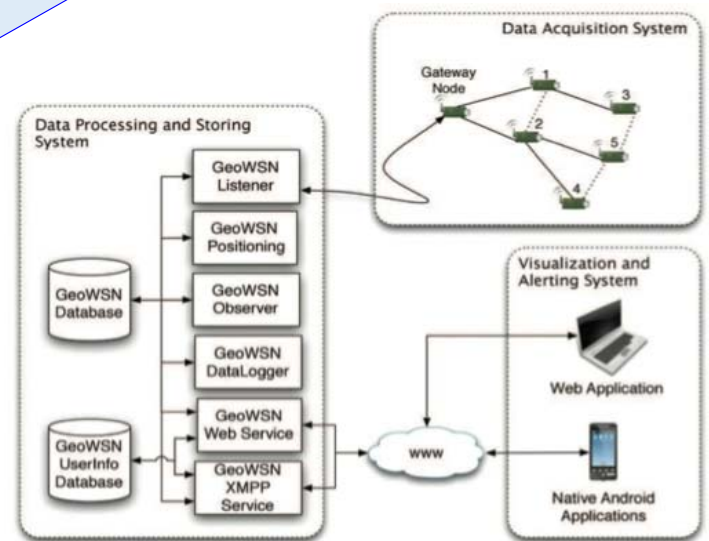 Data Acquisition System
Gateway
Node
1
3
2
5
4
Data Processing and Storing
System
GeoWSN
Listener
GeoWSN
Positioning
GeoWSN
Database
GeoWSN
Observer
GeoWSN
DataLogger
GeoWSN
UserInfo
Database
GeoWSN
Web Service
GeoWSN
XMPP
Service
www
Visualization and
Alerting System
Web Application
Native Android
Applications